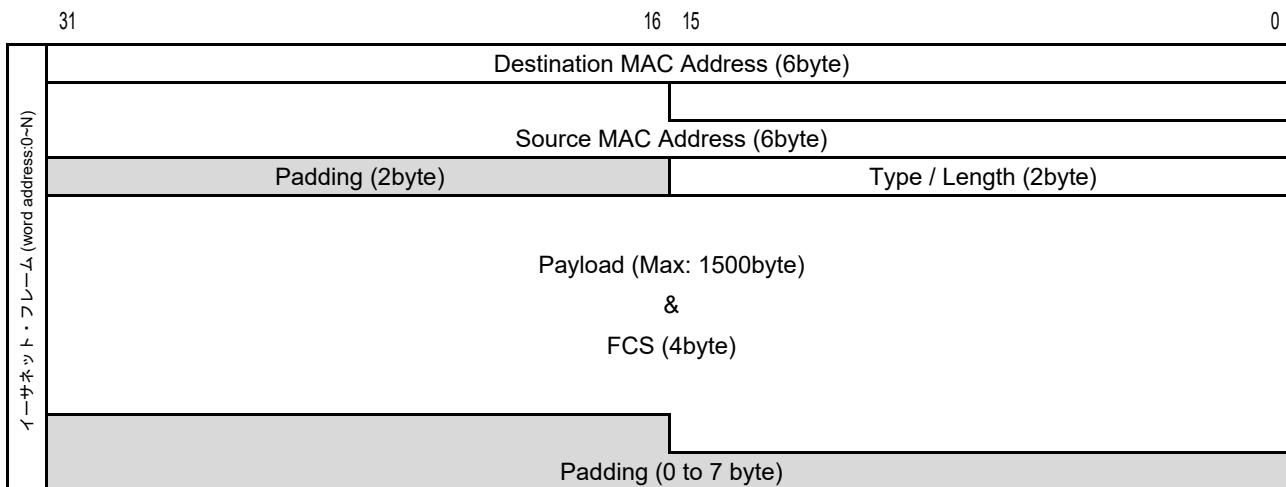 31 16 15 0
イーサネット・フレーム (word address:0~N)
Destination MAC Address (6byte)
Source MAC Address (6byte)
Padding (2byte) Type / Length (2byte)
Payload (Max: 1500byte)
&
FCS (4byte)
Padding (0 to 7 byte)